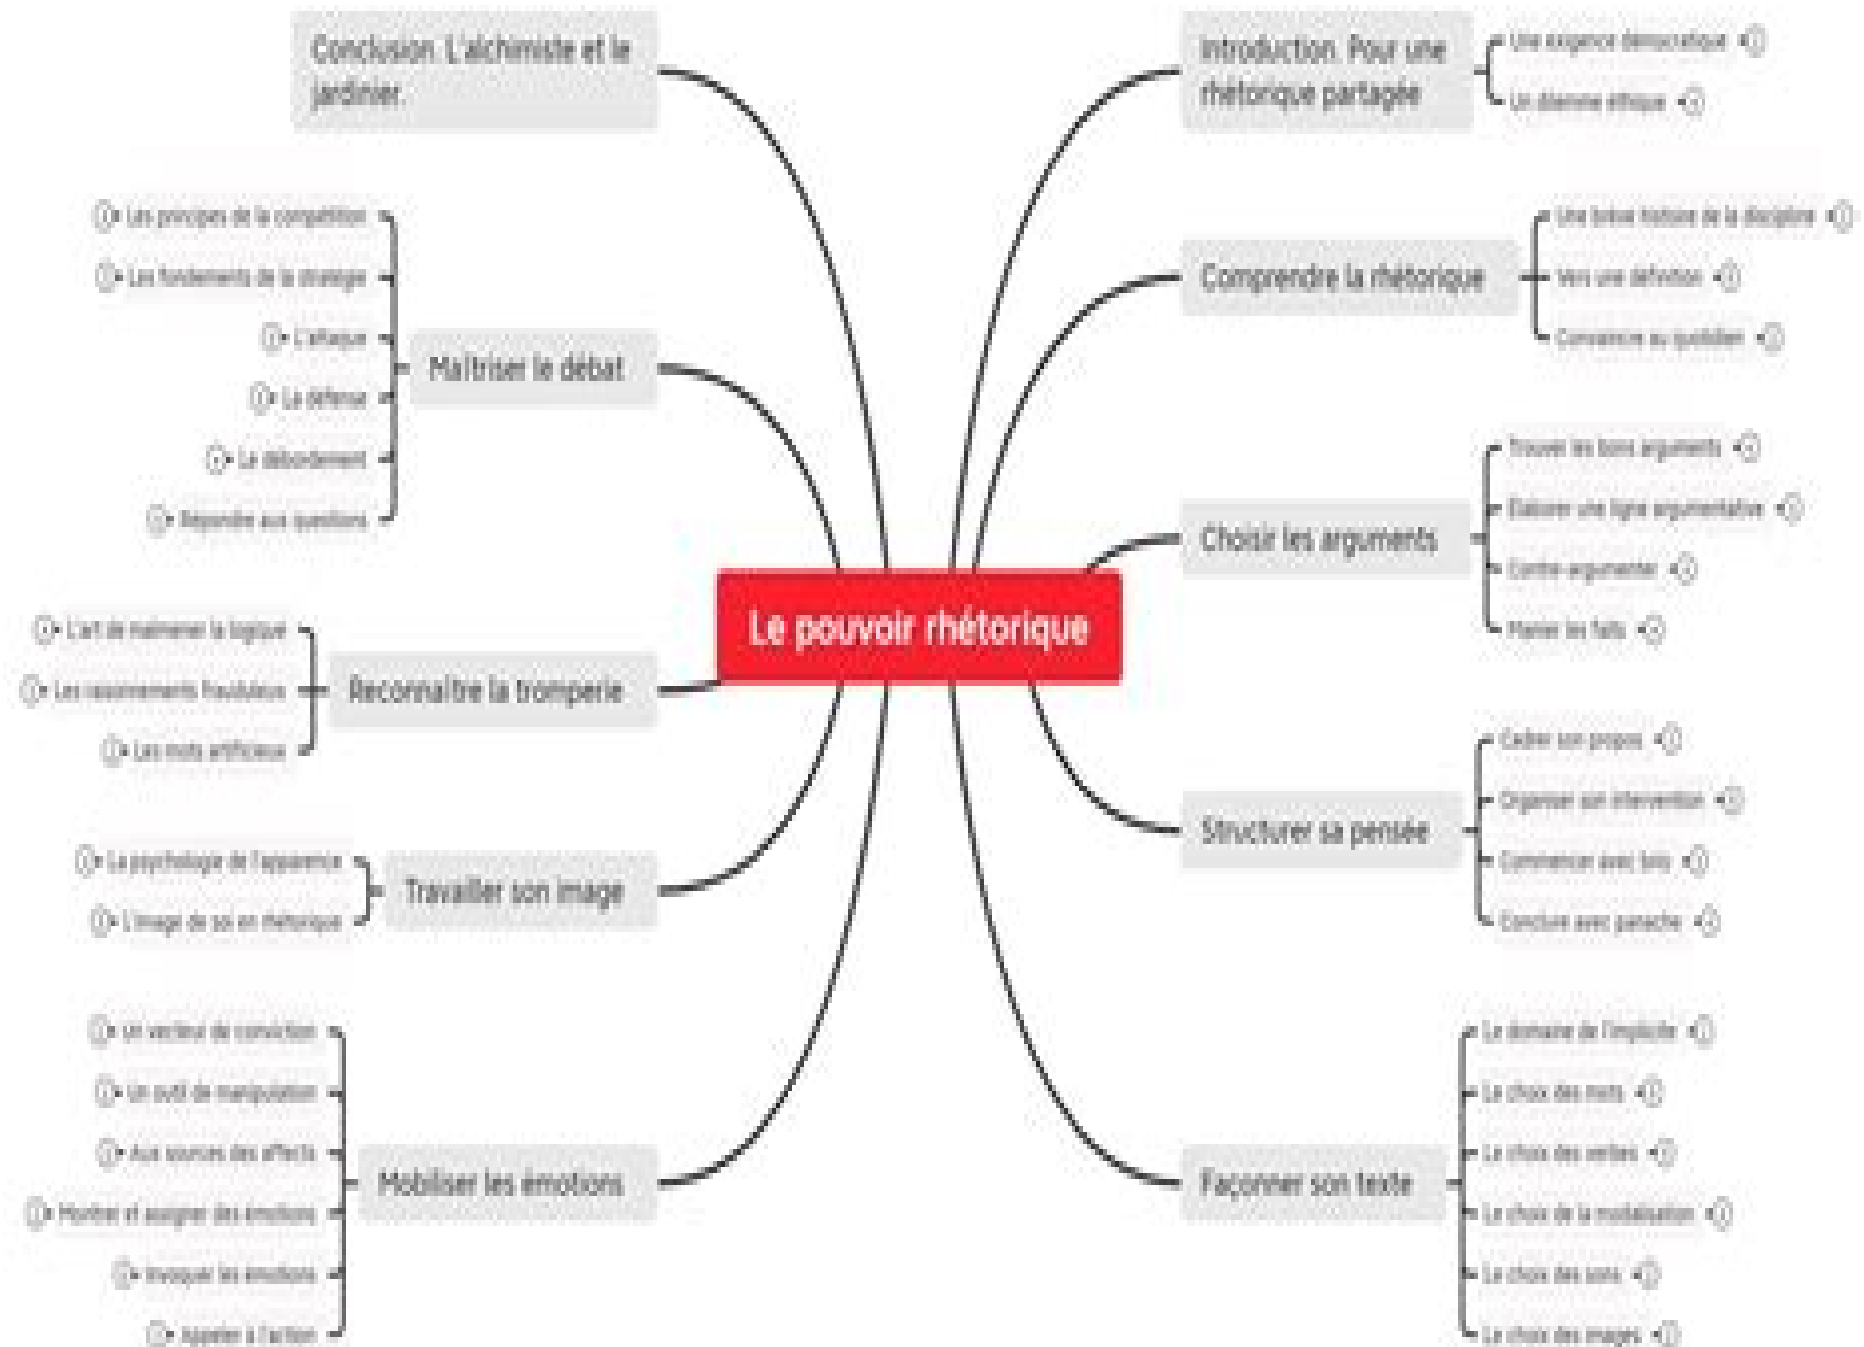 Le pouvoir rhétorique
Introduction. Pour une
rhétorique partagée
Une exigence démocratique
Un dilemme éthique
Comprendre la rhétorique
Une brève histoire de la discipline
Vers une définition
Convaincre au quotidien
Choisir les arguments
Trouver les bons arguments
Élaborer une ligne argumentative
Contre-argumenter
Manier les faits
Structurer sa pensée
Cadrer son propos
Organiser son intervention
Commencer avec brio
Conclure avec panache
Façonner son texte
Le domaine de l'implicite
Le choix des mots
Le choix des verbes
Le choix de la modalisation
Le choix des sons
Le choix des images
Mobiliser les émotions
Un vecteur de conviction
Un outil de manipulation
Aux sources des affects
Montrer et assigner des émotions
Invoquer les émotions
Appeler à l'action
Travailler son image
La psychologie de l'apparence
L'image de soi en rhétorique
Reconnaître la tromperie
L'art de malmener la logique
Les raisonnements frauduleux
Les mots artificieux
Maîtriser le débat
Les principes de la compétition
Les fondements de la stratégie
L'attaque
La défense
Le débordement
Répondre aux questions
Conclusion. L'alchimiste et le
jardinier.